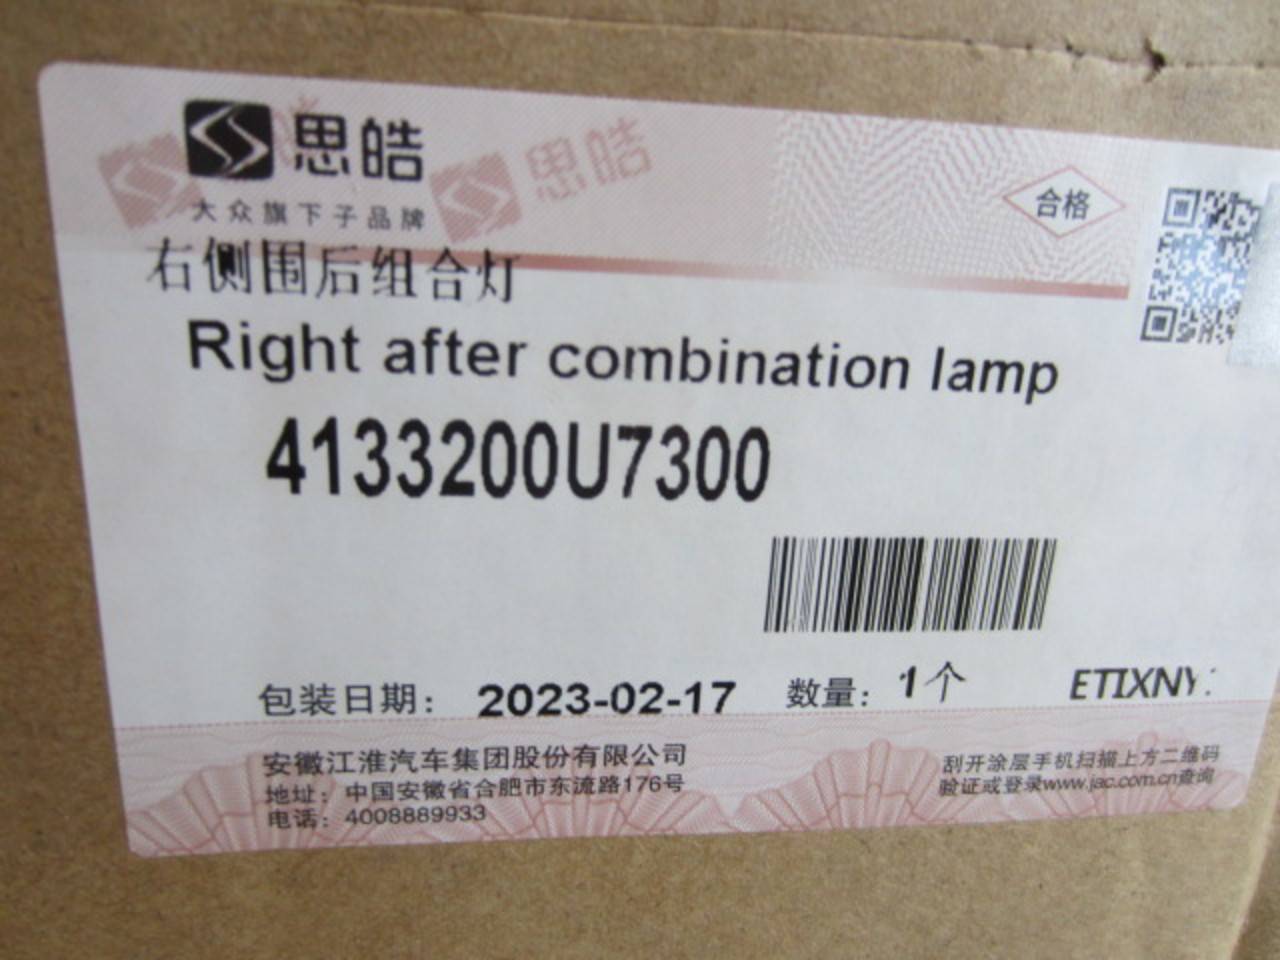 思皓
思皓
大众旗下子品牌
合格
右侧围后组合灯
Right after combination lamp
4133200U7300
包装日期： 2023-02-17 数量： 1个 ETIXNY
安徽江淮汽车集团股份有限公司
地址： 中国安徽省合肥市东流路176号
电话： 4008889933
刮开涂层手机扫描上方二维码
验证或登录www.jac.com.cn查询